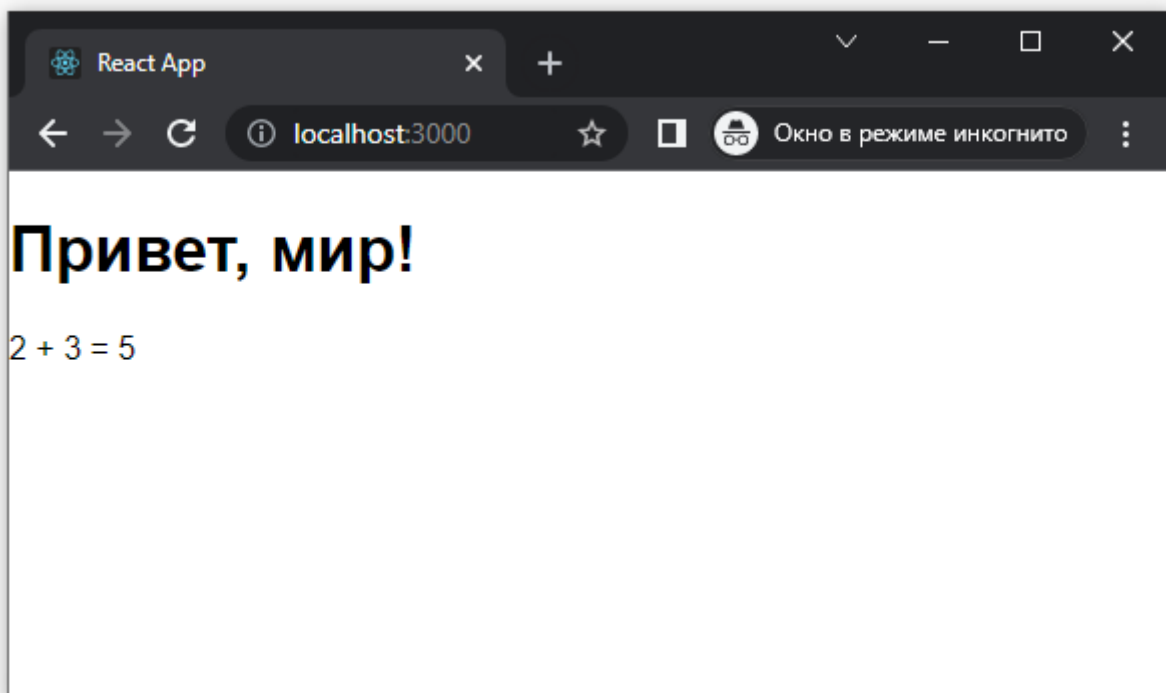 React App
localhost:3000
Окно в режиме инкогнито
Привет, мир!
2 + 3 = 5